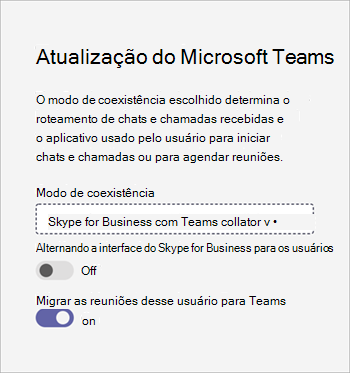 Atualização do Microsoft Teams
O modo de coexistência escolhido determina o
roteamento de chats e chamadas recebidas e
o aplicativo usado pelo usuário para iniciar
chats e chamadas ou para agendar reuniões.
Modo de coexistência
Skype for Business com Teams collator v •
Alternando a interface do Skype for Business para os usuários
Off
Migrar as reuniões desse usuário para Teams
on